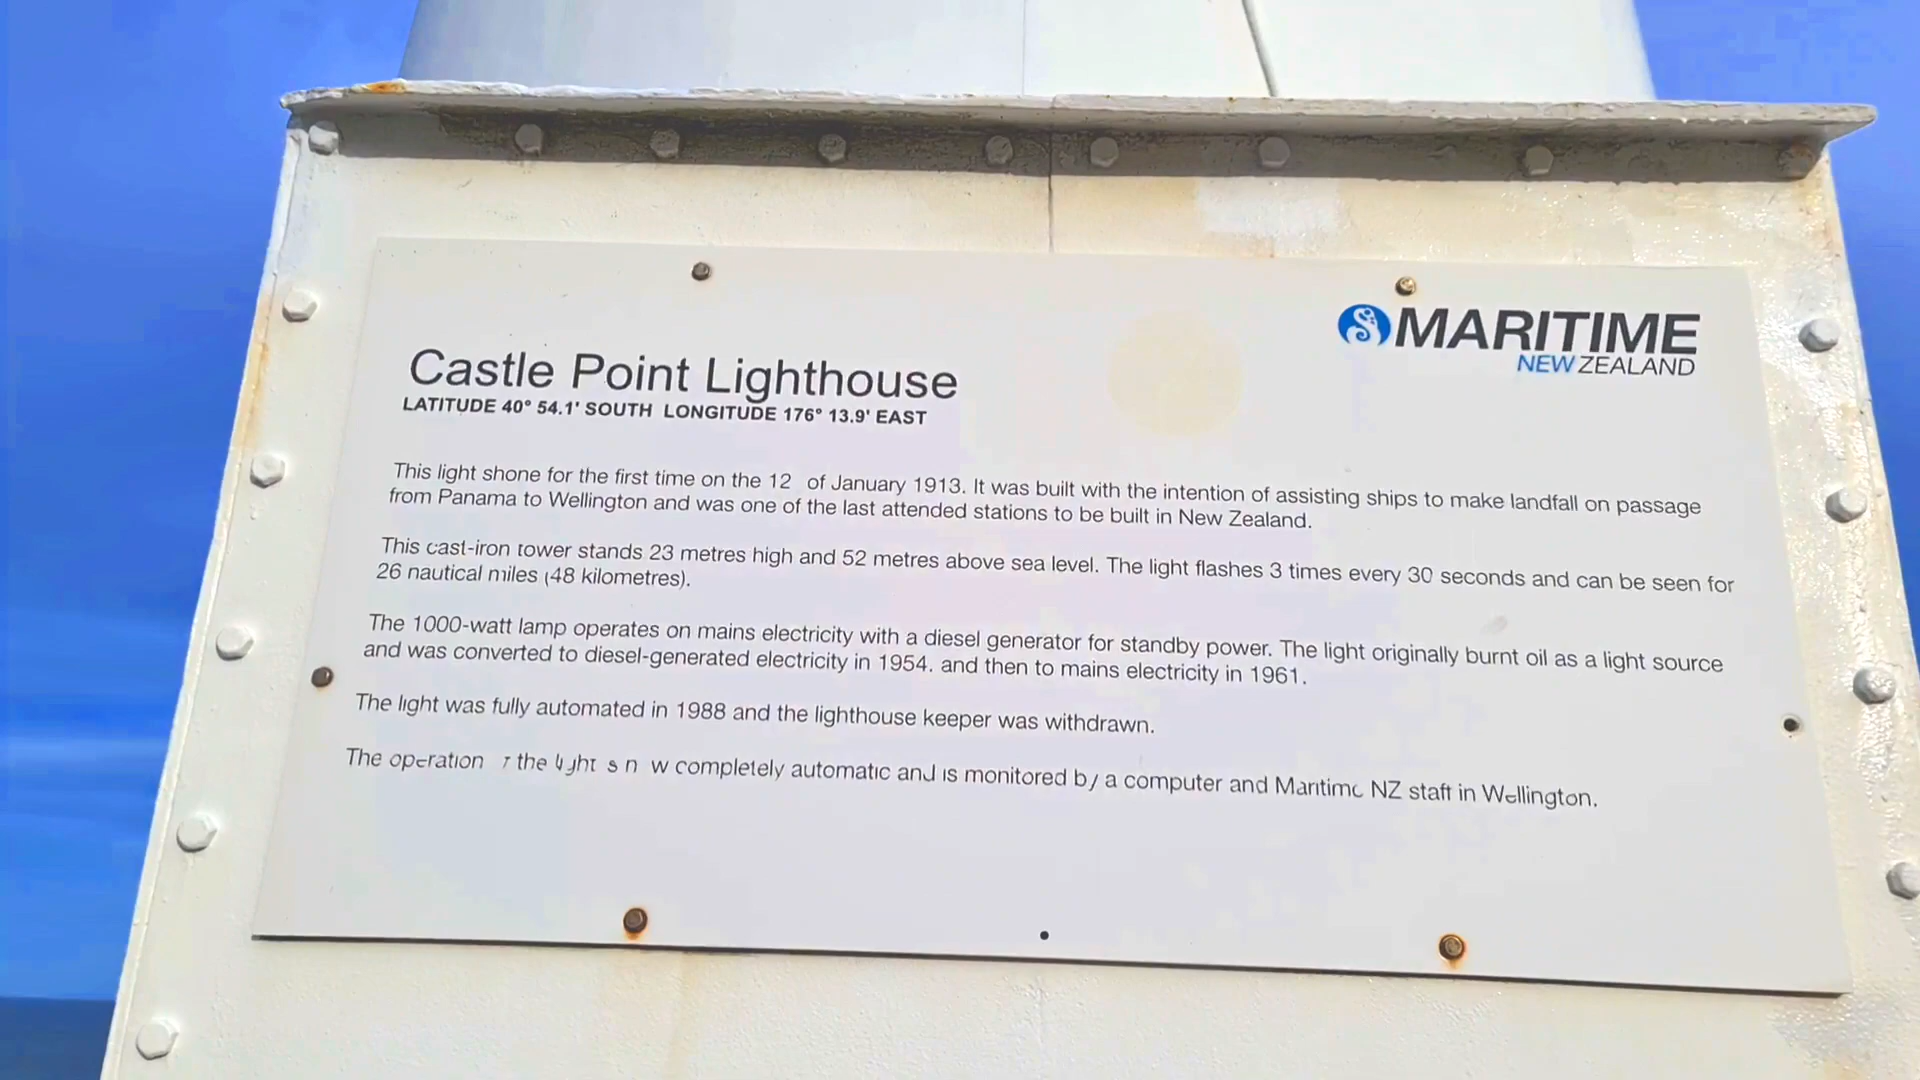 MARITIME
NEW ZEALAND
Castle Point Lighthouse
LATITUDE 40° 54.1' SOUTH LONGITUDE 176° 13.9' EAST
This light shone for the first time on the 12 of January 1913. It was built with the intention of assisting ships to make landfall on passage
from Panama to Wellington and was one of the last attended stations to be built in New Zealand.
This cast-iron tower stands 23 metres high and 52 metres above sea level. The light flashes 3 times every 30 seconds and can be seen for
26 nautical miles (48 kilometres).
The 1000-watt lamp operates on mains electricity with a diesel generator for standby power. The light originally burnt oil as a light source
and was converted to diesel-generated electricity in 1954. and then to mains electricity in 1961.
The light was fully automated in 1988 and the lighthouse keeper was withdrawn.
The operation the light completely automatic and is monitored by a computer and Maritime NZ staff in Wellington.